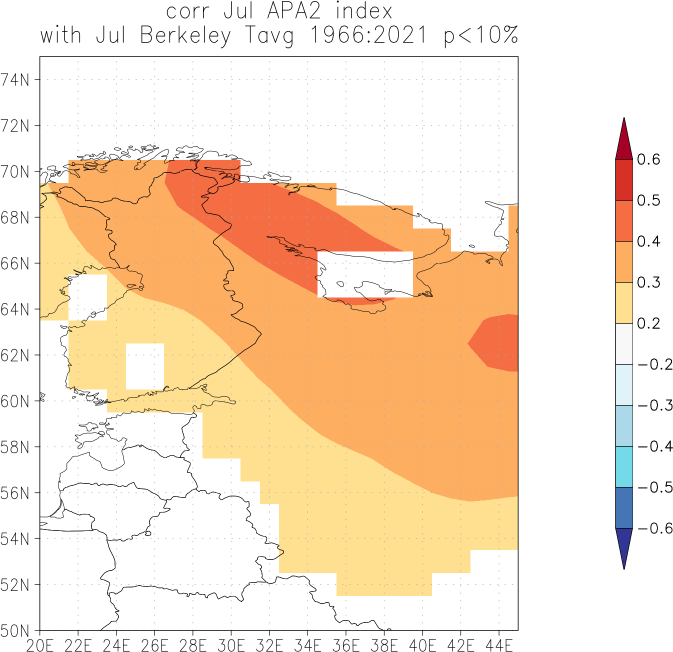 corr Jul APA2 index
with Jul Berkeley Tavg 1966:2021 p<10%
74N
72N
70N
68N
66N
64N
62N
60N
58N
56N
54N
52N
50N
20E 22E 24E 26E 28E 30E 32E 34E 36E 38E 40E 42E 44E
0.6
0.5
0.4
0.3
0.2
-0.2
-0.3
-0.4
-0.5
-0.6